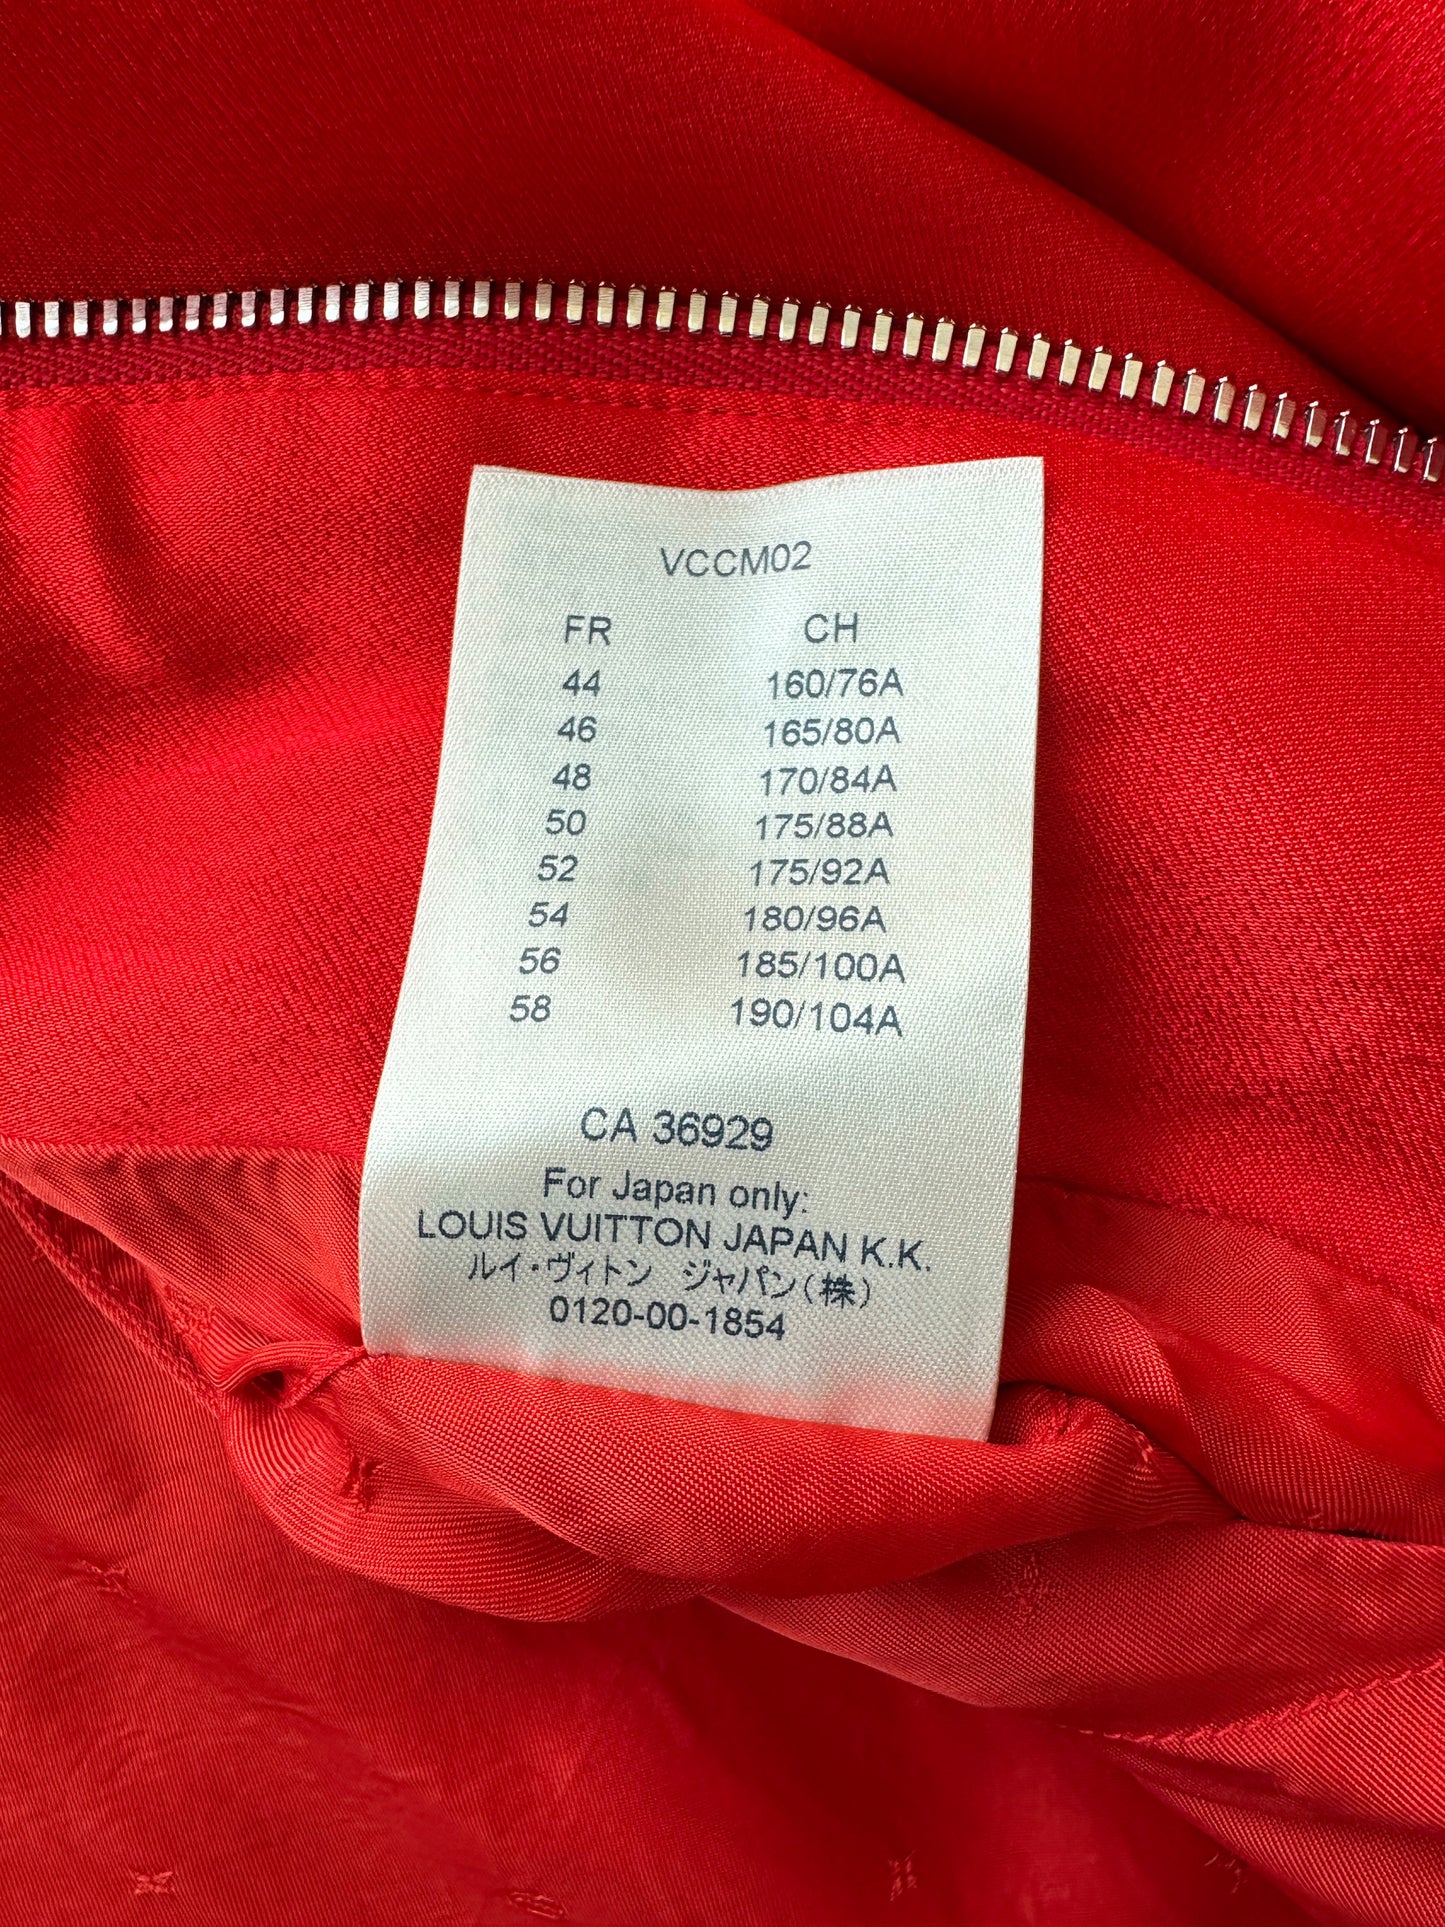 VCCM02
FR CH
44 160/76A
46 165/80A
48 170/84A
50 175/88A
52 175/92A
54 180/96A
56 185/100A
58 190/104A
CA 36929
For Japan only:
LOUIS VUITTON JAPAN K.K.
ルイ・ヴィトン ジャパン(株)
0120-00-1854